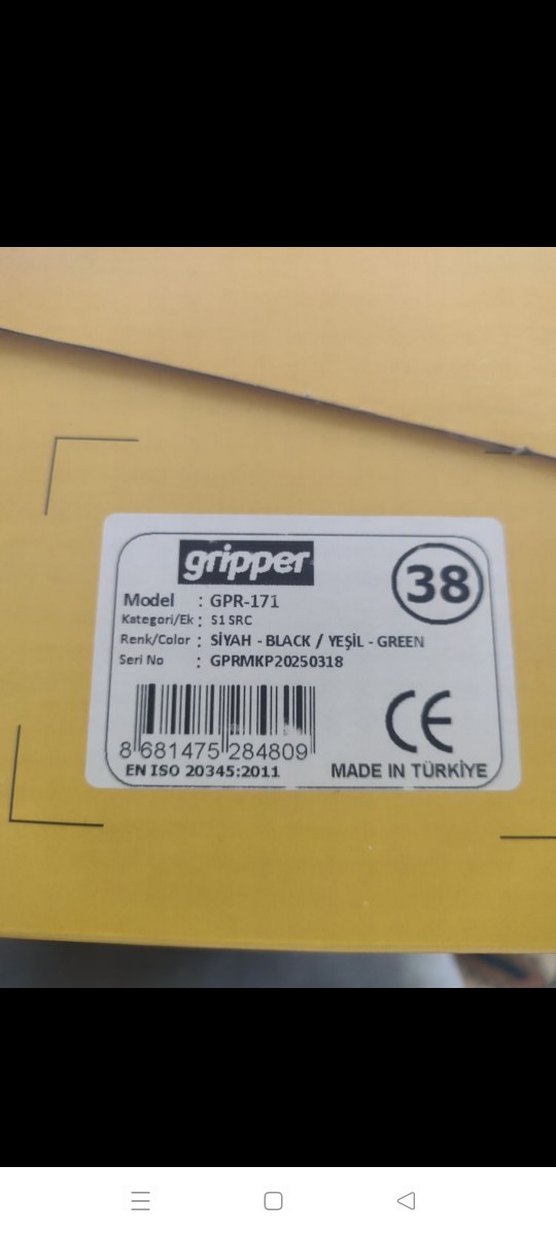 gripper
38
Model : GPR-171
Kategori/Ek : S1 SRC
Renk/Color : SİYAH - BLACK / YEŞİL - GREEN
Seri No : GPRMKP20250318
8 681475 284809
EN ISO 20345:2011
CE
MADE IN TÜRKİYE